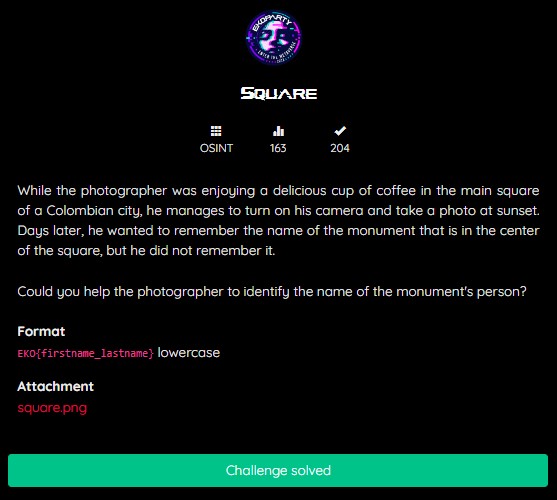 EKOPARTY
ENTER THE METAVERSE
Square
OSINT 163 204
While the photographer was enjoying a delicious cup of coffee in the main square
of a Colombian city, he manages to turn on his camera and take a photo at sunset.
Days later, he wanted to remember the name of the monument that is in the center
of the square, but he did not remember it.
Could you help the photographer to identify the name of the monument's person?
Format
EKO{firstname_lastname} lowercase
Attachment
square.png
Challenge solved